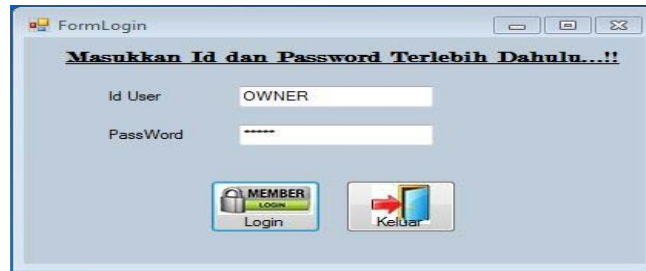 FormLogin
Masukkan Id dan Password Terlebih Dahulu...!!
Id User OWNER
PassWord *****
MEMBER
LOGIN
Login Keluar